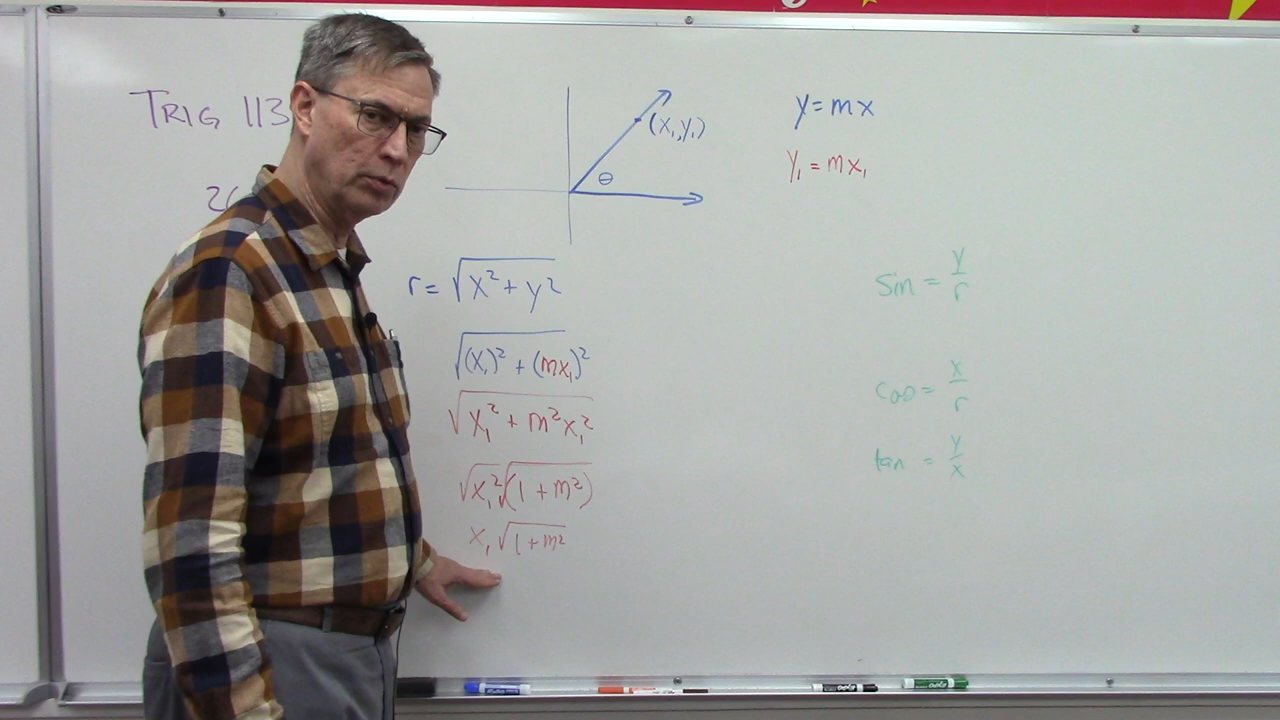 TRIG 113
(x₁,y₁)
θ
y=mx
y₁=mx₁
r=√x²+y²
√(x₁)²+(mx₁)²
√x₁²+m²x₁²
√x₁²√(1+m²)
x₁√1+m²
Sin = y/r
cos = x/r
tan = y/x